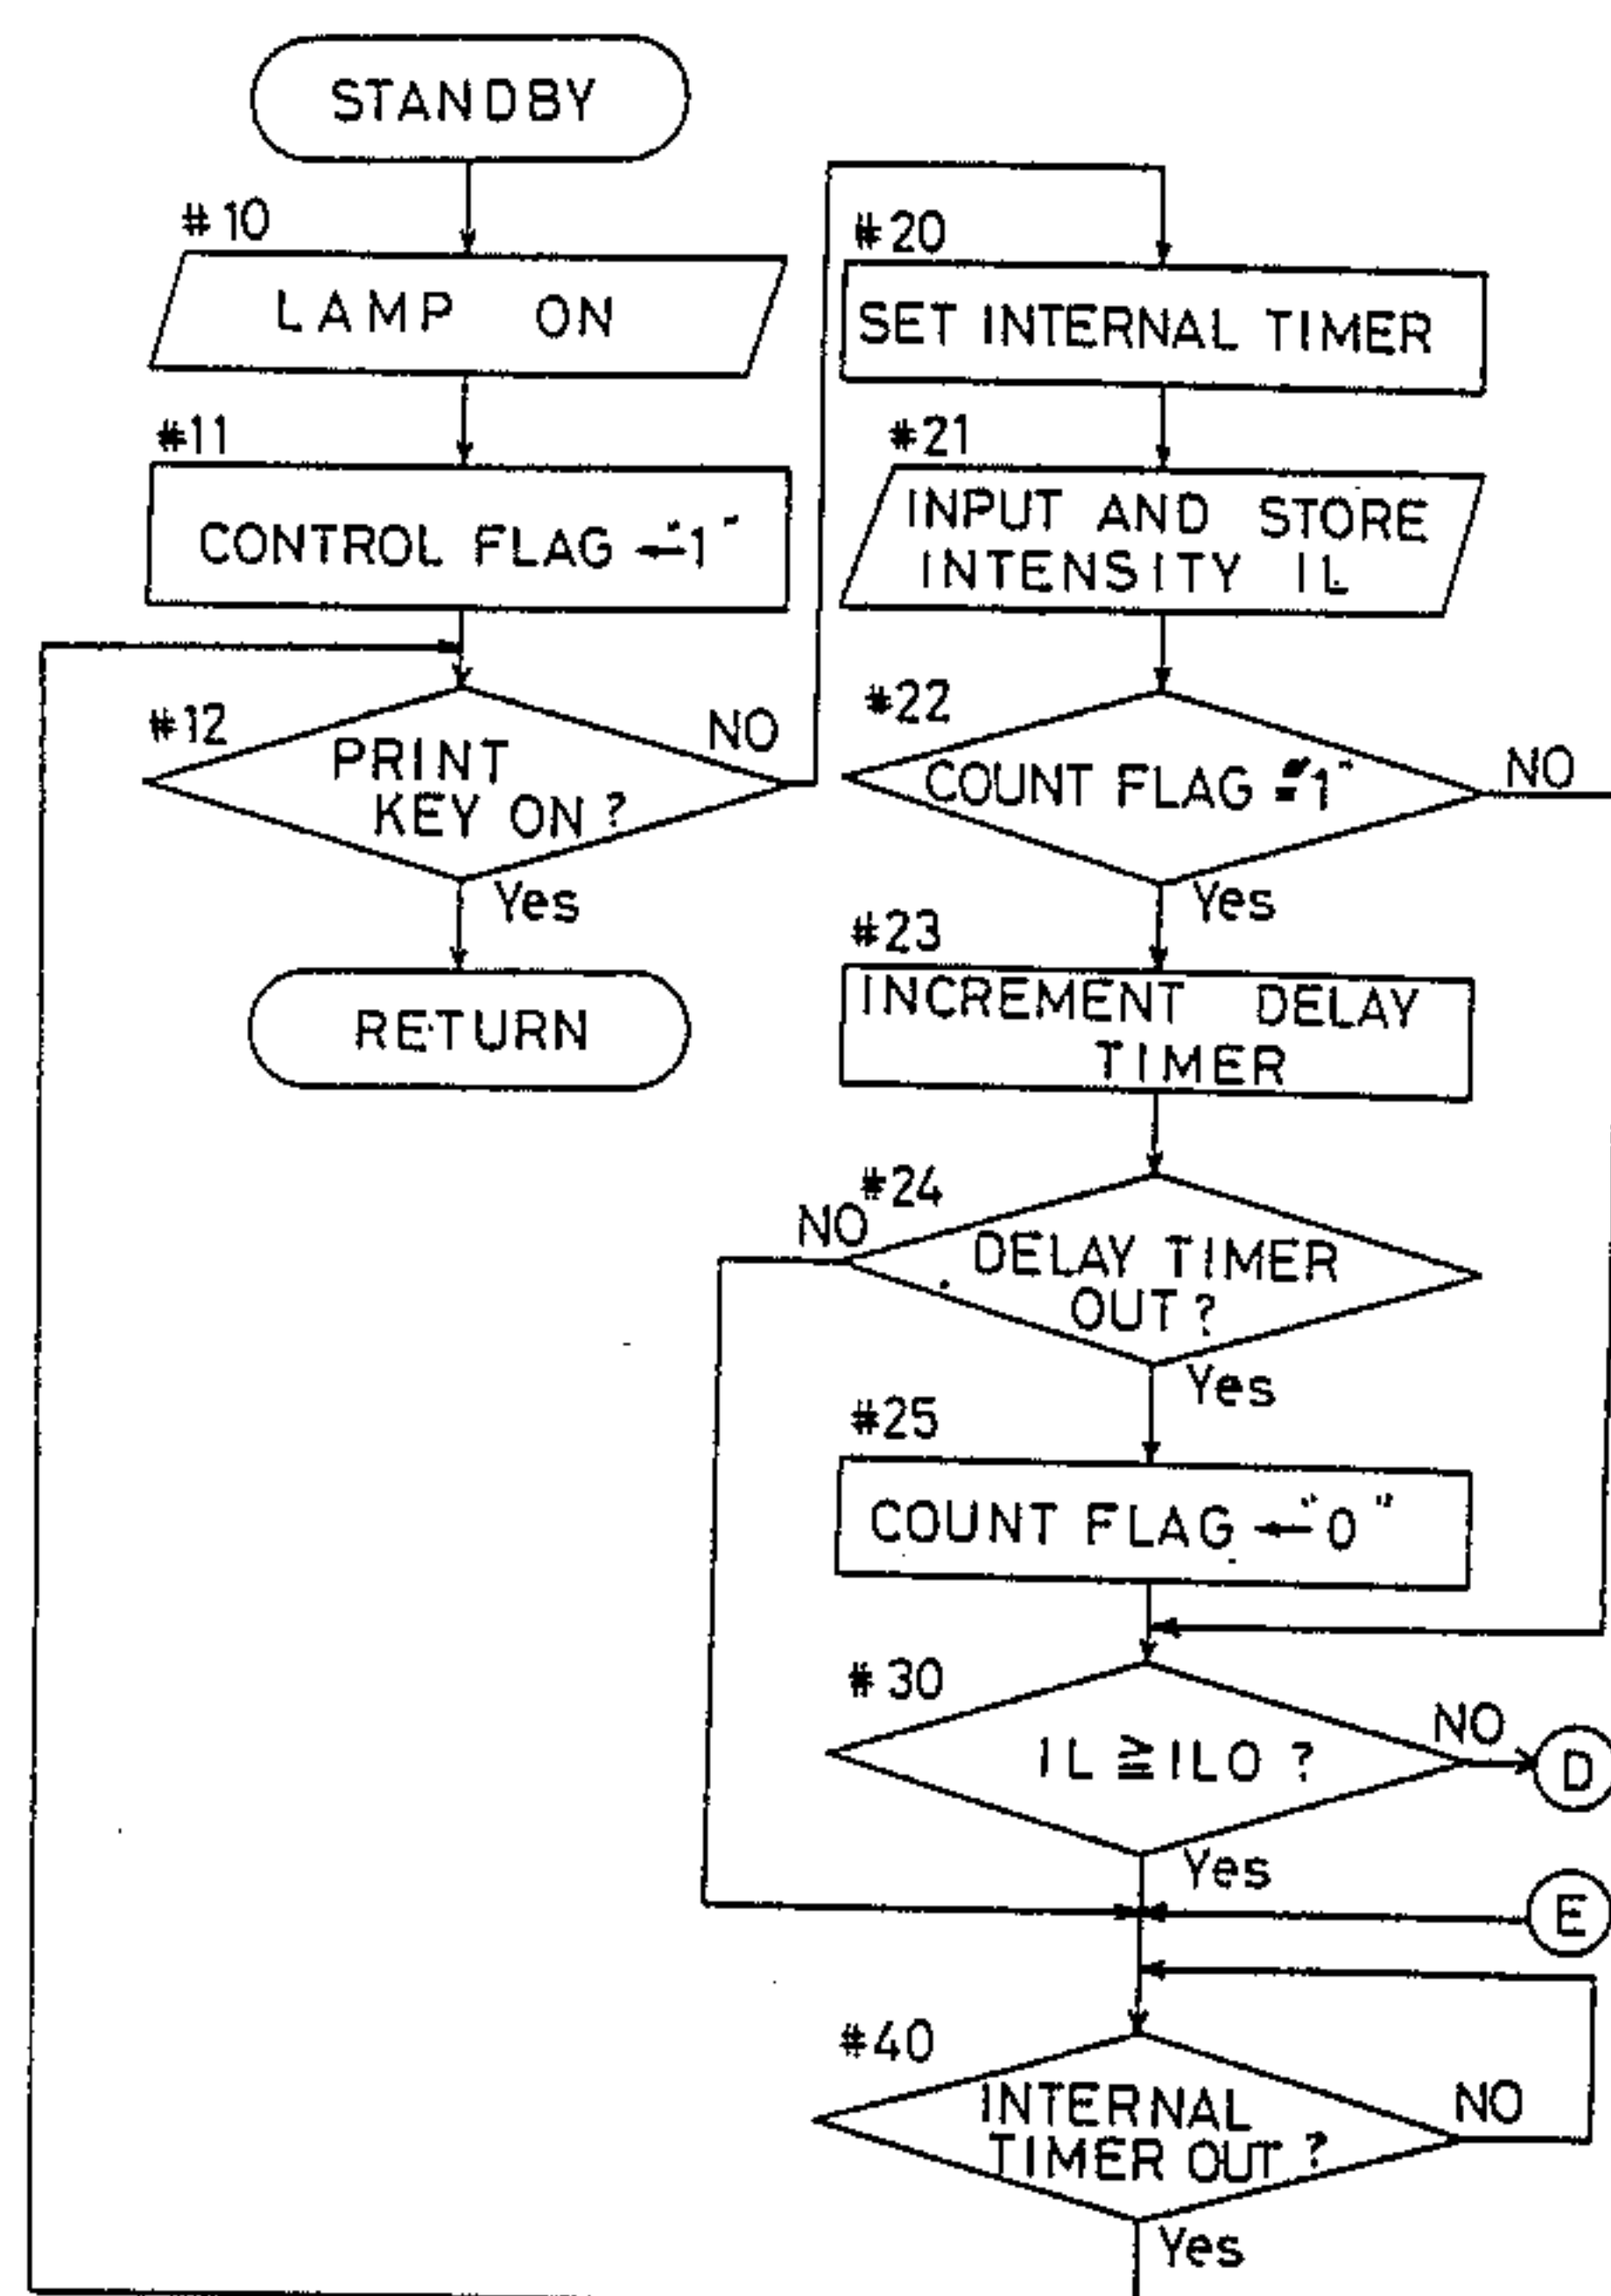 STANDBY
#10
LAMP ON
#11
CONTROL FLAG ← "1"
#12
PRINT
KEY ON ?
NO
Yes
RETURN
#20
SET INTERNAL TIMER
#21
INPUT AND STORE
INTENSITY IL
#22
COUNT FLAG = "1"
NO
Yes
#23
INCREMENT DELAY
TIMER
#24
NO
DELAY TIMER
OUT ?
Yes
#25
COUNT FLAG ← "0"
#30
IL ≧ ILO ?
NO
D
Yes
E
#40
INTERNAL
TIMER OUT ?
NO
Yes